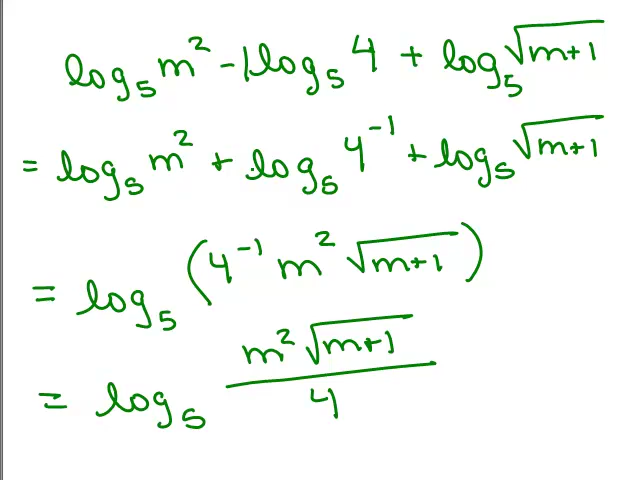 log₅ m² - 1log₅ 4 + log₅ √(m+1)
= log₅ m² + log₅ 4⁻¹ + log₅ √(m+1)
= log₅ (4⁻¹ m² √(m+1))
= log₅ (m² √(m+1))/4